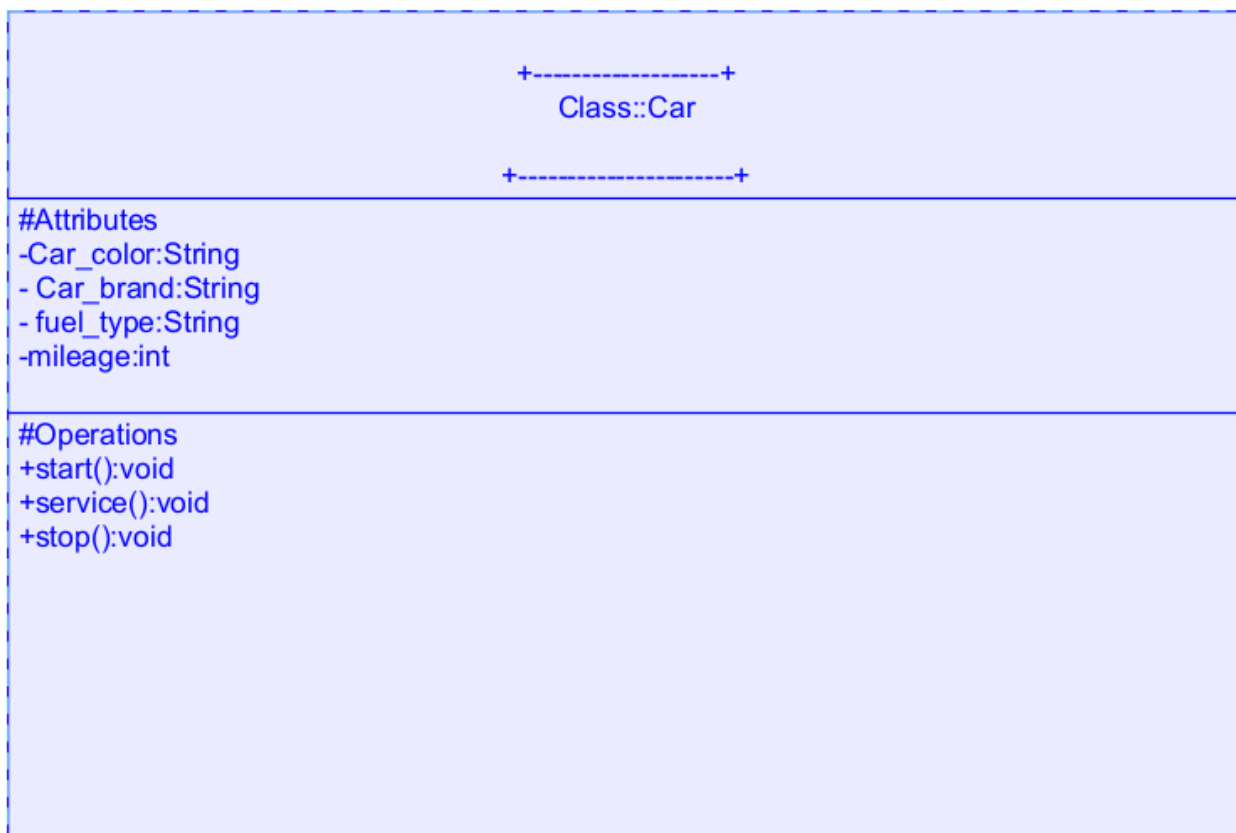 +-------------------+
Class::Car
+----------------------+
#Attributes
-Car_color:String
- Car_brand:String
- fuel_type:String
-mileage:int
#Operations
+start():void
+service():void
+stop():void